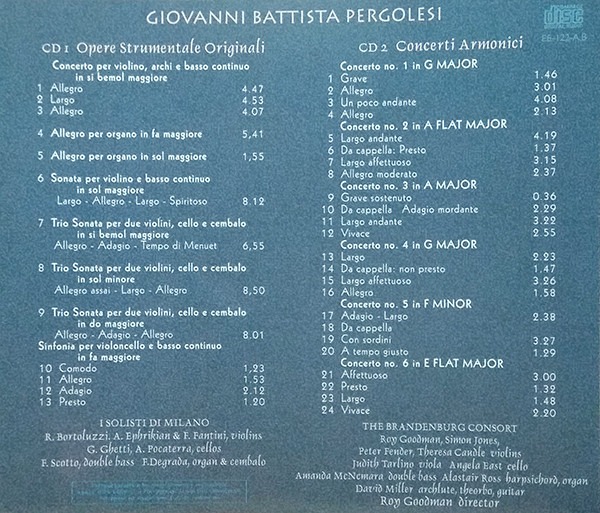 GIOVANNI BATTISTA PERGOLESI
disc
E6-122-A,B
CD 1 Opere Strumentale Originali
Concerto per violino, archi e basso continuo
in si bemol maggiore
1 Allegro 4.47
2 Largo 4.53
3 Allegro 4.07
4 Allegro per organo in fa maggiore 5,41
5 Allegro per organo in sol maggiore 1,55
6 Sonata per violino e basso continuo
in sol maggiore
Largo - Allegro - Largo - Spiritoso 8.12
7 Trio Sonata per due violini, cello e cembalo
in si bemol maggiore
Allegro - Adagio - Tempo di Menuet 6,55
8 Trio Sonata per due violini, cello e cembalo
in sol minore
Allegro assai - Largo - Allegro 8,50
9 Trio Sonata per due violini, cello e cembalo
in do maggiore
Allegro - Adagio - Allegro 8.01
Sinfonia per violoncello e basso continuo
in fa maggiore
10 Comodo 1,23
11 Allegro 1.53
12 Adagio 2.12
13 Presto 1.20
I SOLISTI DI MILANO
R. Bortoluzzi. A. Ephrikian & F. Fantini, violins
G. Ghetti, A. Pocaterra, cellos
F. Scotto, double bass F.Degrada, organ & cembalo
CD 2 Concerti Armonici
Concerto no. 1 in G MAJOR
1 Grave 1.46
2 Allegro 3.01
3 Un poco andante 4.08
4 Allegro 2.13
Concerto no. 2 in A FLAT MAJOR
5 Largo andante 4.19
6 Da cappella: Presto 1.37
7 Largo affettuoso 3.15
8 Allegro moderato 2.37
Concerto no. 3 in A MAJOR
9 Grave sostenuto 0.36
10 Da cappella Adagio mordante 2.29
11 Largo andante 3.22
12 Vivace 2.55
Concerto no. 4 in G MAJOR
13 Largo 2.23
14 Da cappella: non presto 1.47
15 Largo affettuoso 3.26
16 Allegro 1.58
Concerto no. 5 in F MINOR
17 Adagio - Largo 2.38
18 Da cappella
19 Con sordini 3.27
20 A tempo giusto 1.29
Concerto no. 6 in E FLAT MAJOR
21 Affettuoso 3.00
22 Presto 1.32
23 Largo 1.48
24 Vivace 2.20
THE BRANDENBURG CONSORT
Roy Goodman, Simon Jones,
Peter Fender, Theresa Caudle violins
Judith Tarlino viola Angela East cello
Amanda McNamara double bass Alastair Ross harpsichord, organ
David Miller archlute, theorbo, guitar
Roy Goodman director